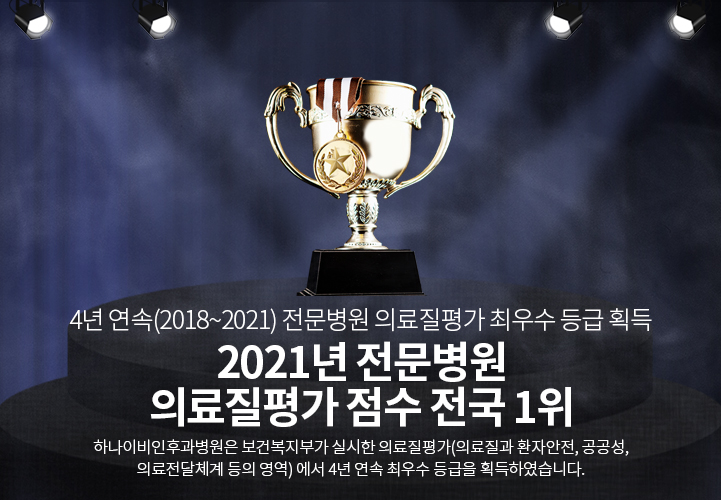 4년 연속(2018~2021) 전문병원 의료질평가 최우수 등급 획득
2021년 전문병원
의료질평가 점수 전국 1위
하나이비인후과병원은 보건복지부가 실시한 의료질평가(의료질과 환자안전, 공공성,
의료전달체계 등의 영역) 에서 4년 연속 최우수 등급을 획득하였습니다.